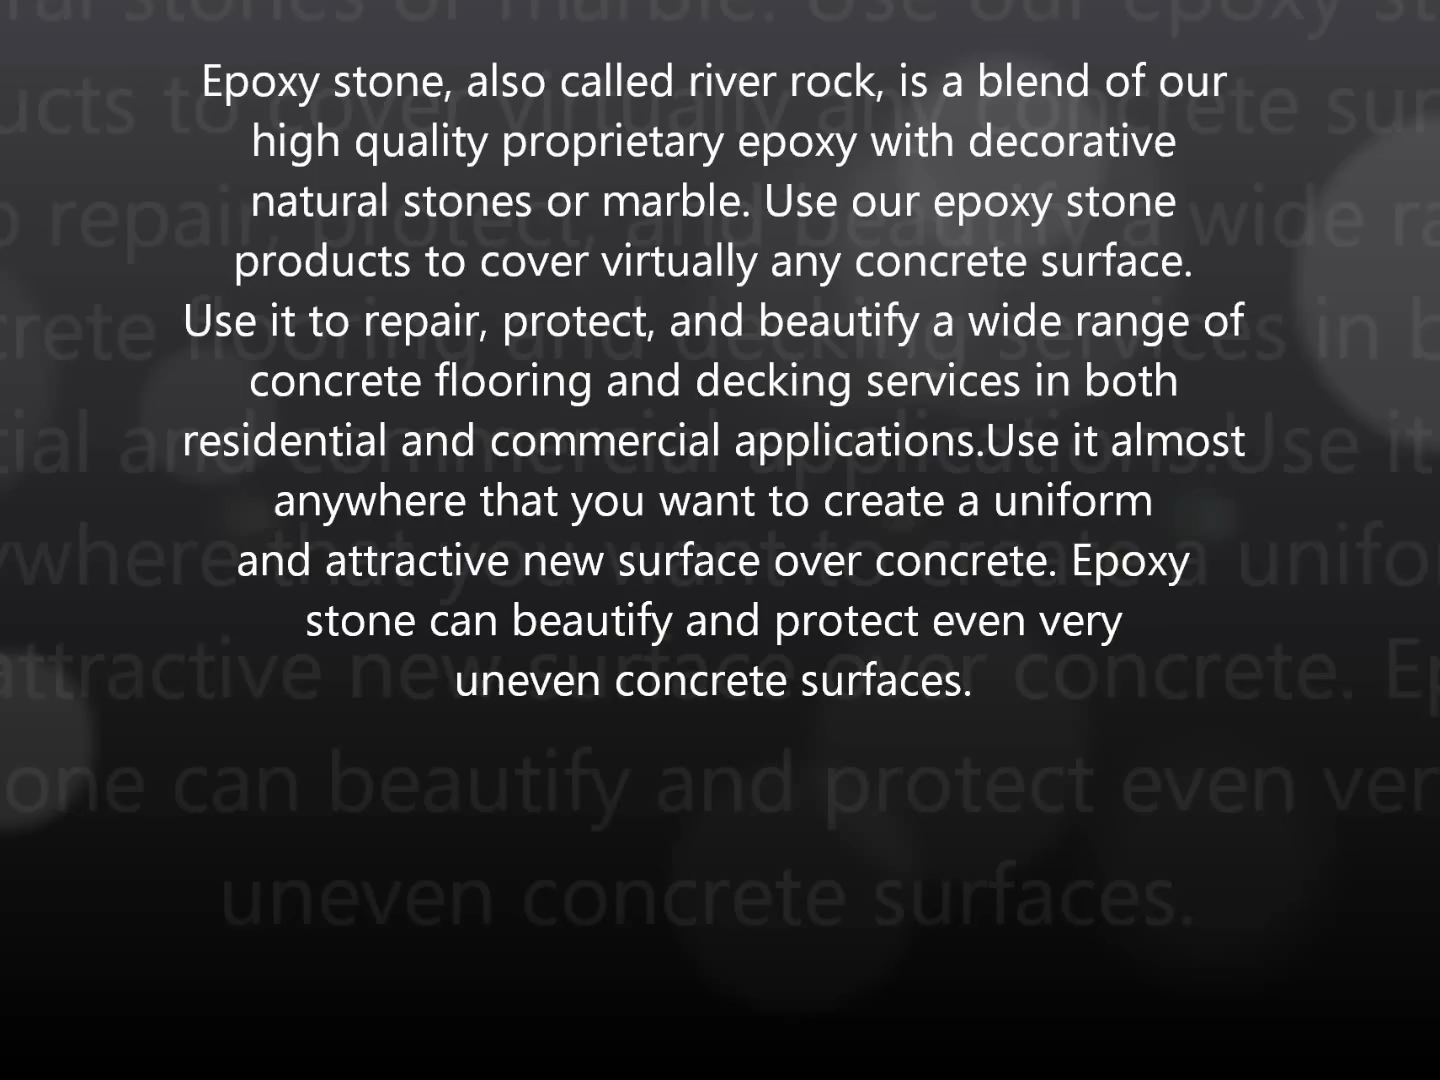 Epoxy stone, also called river rock, is a blend of our
high quality proprietary epoxy with decorative
natural stones or marble. Use our epoxy stone
products to cover virtually any concrete surface.
Use it to repair, protect, and beautify a wide range of
concrete flooring and decking services in both
residential and commercial applications.Use it almost
anywhere that you want to create a uniform
and attractive new surface over concrete. Epoxy
stone can beautify and protect even very
uneven concrete surfaces.